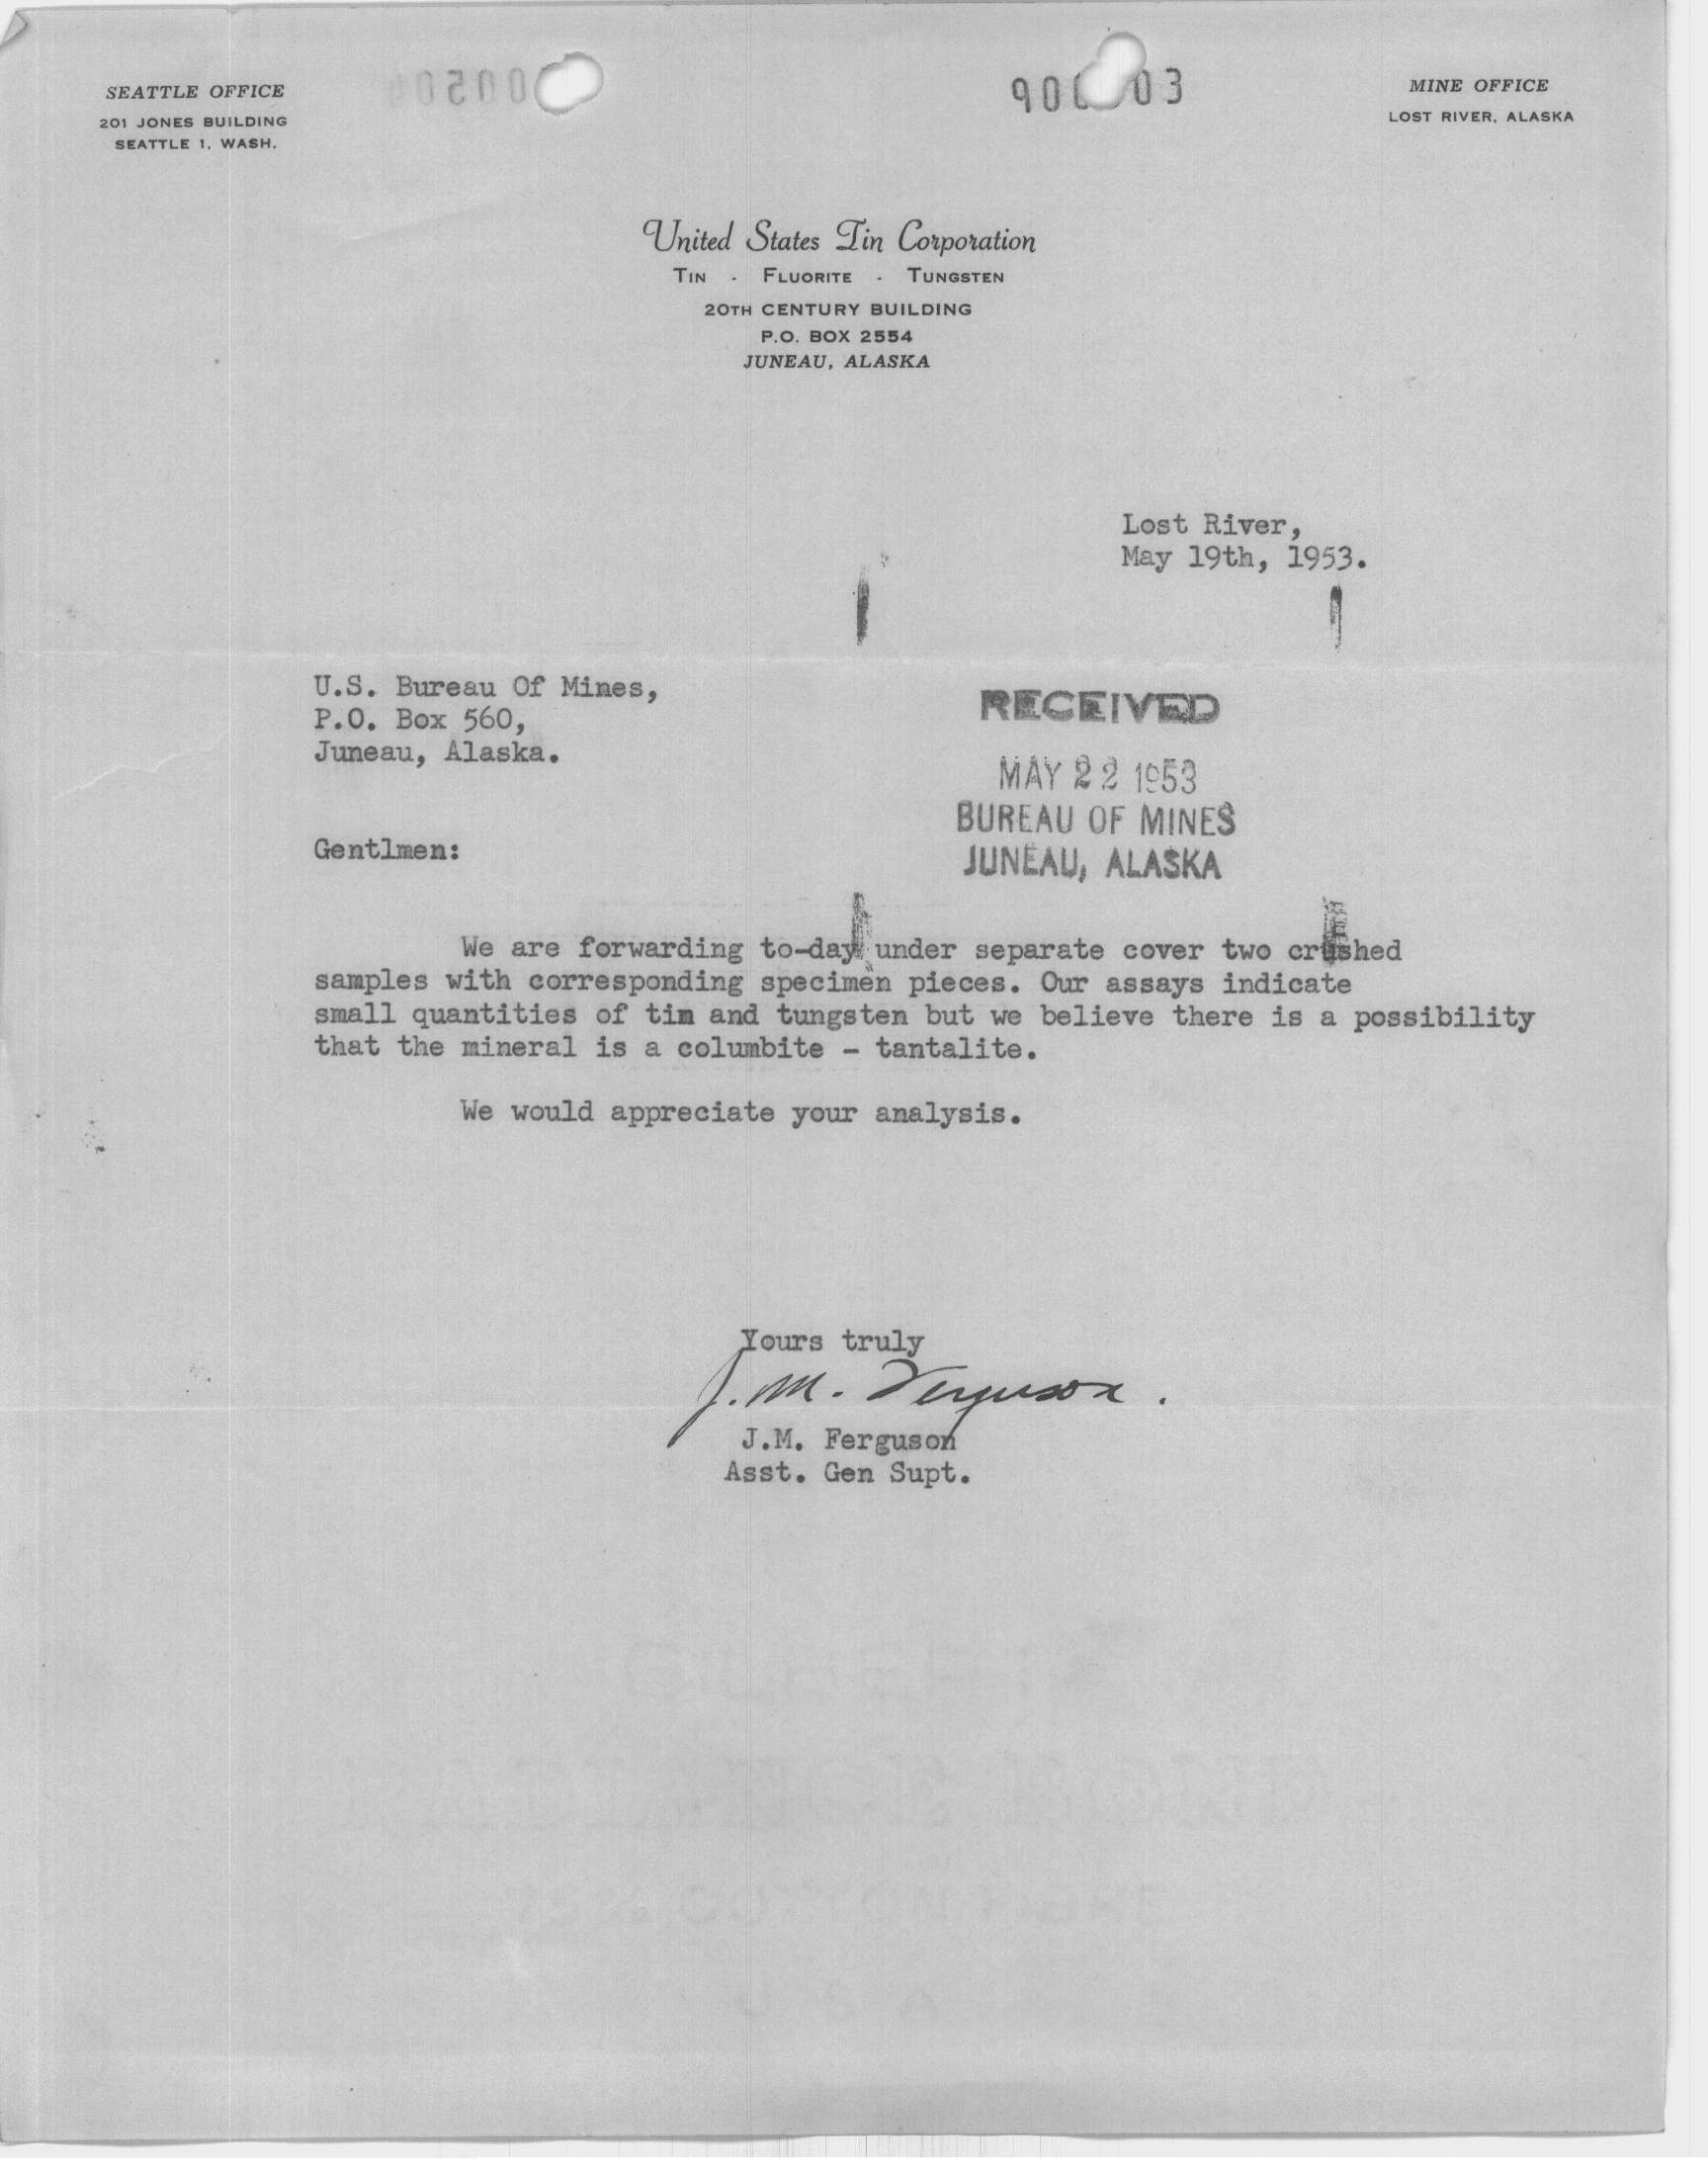 SEATTLE OFFICE
201 JONES BUILDING
SEATTLE 1, WASH.
MINE OFFICE
LOST RIVER, ALASKA
United States Tin Corporation
TIN - FLUORITE - TUNGSTEN
20TH CENTURY BUILDING
P.O. BOX 2554
JUNEAU, ALASKA
Lost River,
May 19th, 1953.
U.S. Bureau Of Mines,
P.O. Box 560,
Juneau, Alaska.
RECEIVED
MAY 22 1953
BUREAU OF MINES
JUNEAU, ALASKA
Gentlmen:
We are forwarding to-day under separate cover two crushed
samples with corresponding specimen pieces. Our assays indicate
small quantities of tin and tungsten but we believe there is a possibility
that the mineral is a columbite - tantalite.
We would appreciate your analysis.
Yours truly
J. M. Ferguson.
J.M. Ferguson
Asst. Gen Supt.